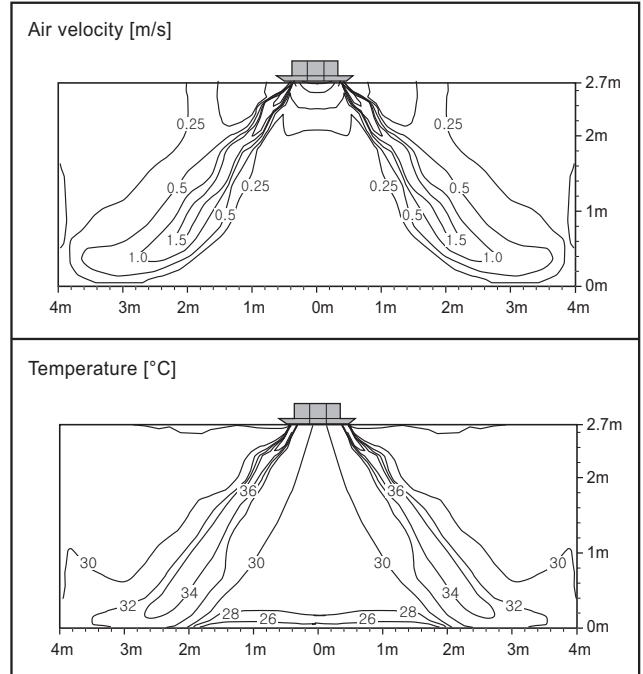 Air velocity [m/s]
2.7m
0.25
2m
0.5 0.25 0.25 0.5
0.5 0.5
1m
1.5 1.5
1.0 1.0
0m
4m 3m 2m 1m 0m 1m 2m 3m 4m
Temperature [°C]
2.7m
2m
36 36
1m
30 30 30 30
34 34
32 32
28 28
26 26
0m
4m 3m 2m 1m 0m 1m 2m 3m 4m